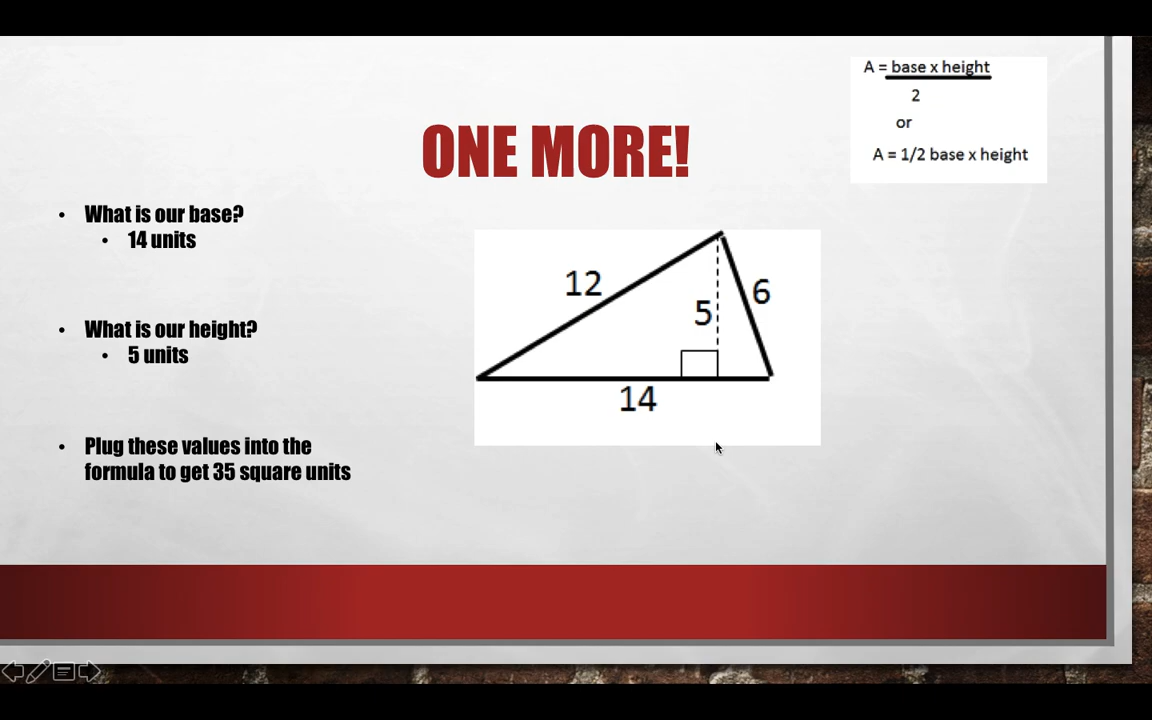 A = base x height
2
or
A = 1/2 base x height
ONE MORE!
• What is our base?
• 14 units
• What is our height?
• 5 units
• Plug these values into the
formula to get 35 square units
12
5
6
14